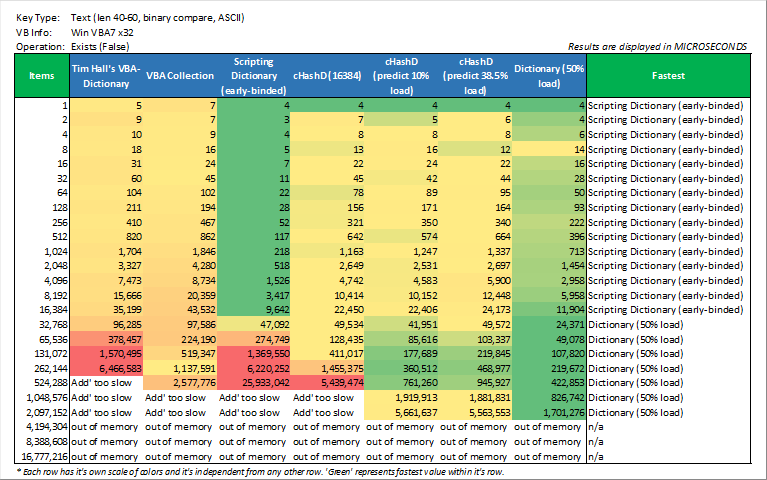 Key Type: Text (len 40-60, binary compare, ASCII)
VB Info: Win VBA7 x32
Operation: Exists (False)
Results are displayed in MICROSECONDS
Items Tim Hall's VBA-Dictionary VBA Collection Scripting Dictionary (early-binded) cHashD (16384) cHashD (predict 10% load) cHashD (predict 38.5% load) Dictionary (50% load) Fastest
1 5 7 4 4 4 4 4 Scripting Dictionary (early-binded)
2 9 7 3 7 5 6 4 Scripting Dictionary (early-binded)
4 10 9 4 8 8 8 6 Scripting Dictionary (early-binded)
8 18 16 5 13 16 12 14 Scripting Dictionary (early-binded)
16 31 24 7 22 24 22 16 Scripting Dictionary (early-binded)
32 60 45 11 45 42 44 28 Scripting Dictionary (early-binded)
64 104 102 22 78 89 95 50 Scripting Dictionary (early-binded)
128 211 194 28 156 171 164 93 Scripting Dictionary (early-binded)
256 410 467 52 321 350 340 222 Scripting Dictionary (early-binded)
512 820 862 117 642 574 664 396 Scripting Dictionary (early-binded)
1,024 1,704 1,846 218 1,163 1,247 1,337 713 Scripting Dictionary (early-binded)
2,048 3,327 4,280 518 2,649 2,531 2,697 1,454 Scripting Dictionary (early-binded)
4,096 7,473 8,734 1,526 4,742 4,583 5,900 2,958 Scripting Dictionary (early-binded)
8,192 15,666 20,359 3,417 10,414 10,152 12,448 5,958 Scripting Dictionary (early-binded)
16,384 35,199 43,532 9,642 22,450 22,406 24,173 11,904 Scripting Dictionary (early-binded)
32,768 96,285 97,586 47,092 49,534 41,951 49,572 24,371 Dictionary (50% load)
65,536 378,457 224,190 274,749 128,435 85,616 103,337 49,078 Dictionary (50% load)
131,072 1,570,495 519,347 1,369,550 411,017 177,689 219,845 107,820 Dictionary (50% load)
262,144 6,466,583 1,137,591 6,220,252 1,455,375 360,512 468,977 219,672 Dictionary (50% load)
524,288 Add' too slow 2,577,776 25,933,042 5,439,474 761,260 945,927 422,853 Dictionary (50% load)
1,048,576 Add' too slow Add' too slow Add' too slow Add' too slow 1,919,913 1,881,831 826,742 Dictionary (50% load)
2,097,152 Add' too slow Add' too slow Add' too slow Add' too slow 5,661,637 5,563,553 1,701,276 Dictionary (50% load)
4,194,304 out of memory out of memory out of memory out of memory out of memory out of memory out of memory n/a
8,388,608 out of memory out of memory out of memory out of memory out of memory out of memory out of memory n/a
16,777,216 out of memory out of memory out of memory out of memory out of memory out of memory out of memory n/a
* Each row has it's own scale of colors and it's independent from any other row. 'Green' represents fastest value within it's row.